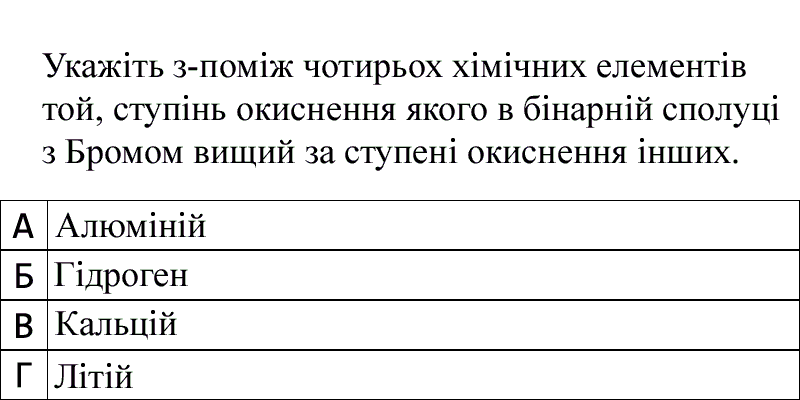 Укажіть з-поміж чотирьох хімічних елементів
той, ступінь окиснення якого в бінарній сполуці
з Бромом вищий за ступені окиснення інших.
А Алюміній
Б Гідроген
В Кальцій
Г Літій